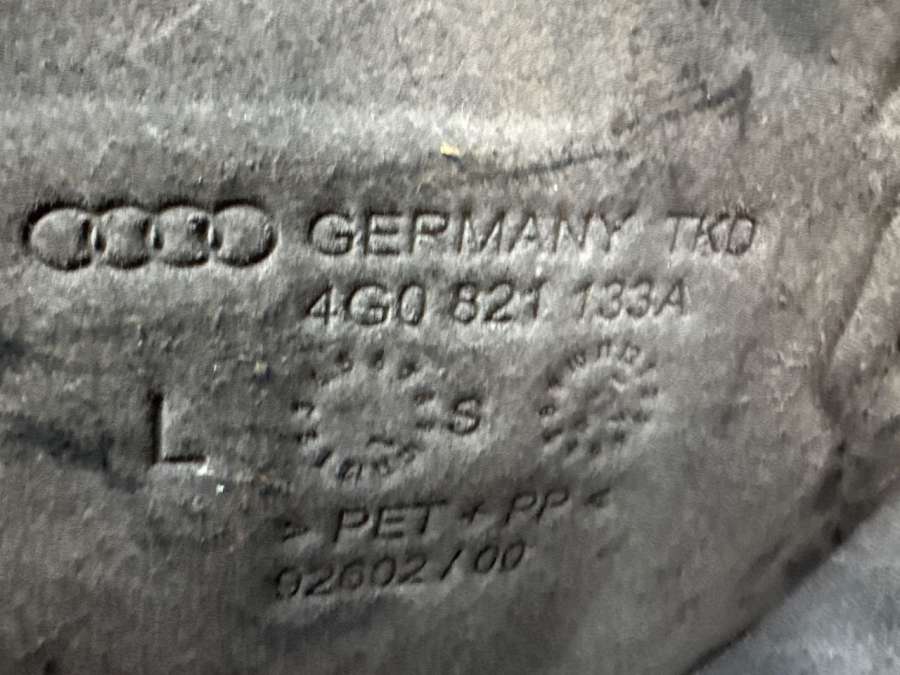 GERMANY TKD
4G0 821 133A
L S
> PET + PP <
02602/00